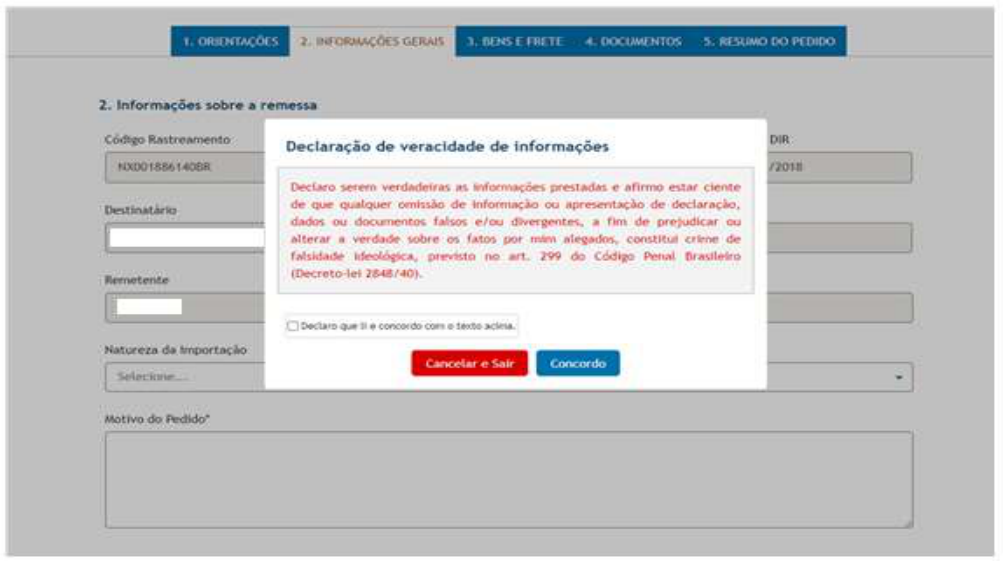 1. ORIENTAÇÕES 2. INFORMAÇÕES GERAIS 3. BENS E FRETE 4. DOCUMENTOS 5. RESUMO DO PEDIDO
2. Informações sobre a remessa
Código Rastreamento
DIR
NX001886140BR
/2018
Destinatário
Remetente
Natureza da Importação
Selecione...
Motivo do Pedido*
Declaração de veracidade de informações
Declaro serem verdadeiras as informações prestadas e afirmo estar ciente
de que qualquer omissão de informação ou apresentação de declaração,
dados ou documentos falsos e/ou divergentes, a fim de prejudicar ou
alterar a verdade sobre os fatos por mim alegados, constitui crime de
falsidade ideológica, previsto no art. 299 do Código Penal Brasileiro
(Decreto-lei 2848/40).
Declaro que li e concordo com o texto acima.
Cancelar e Sair
Concordo